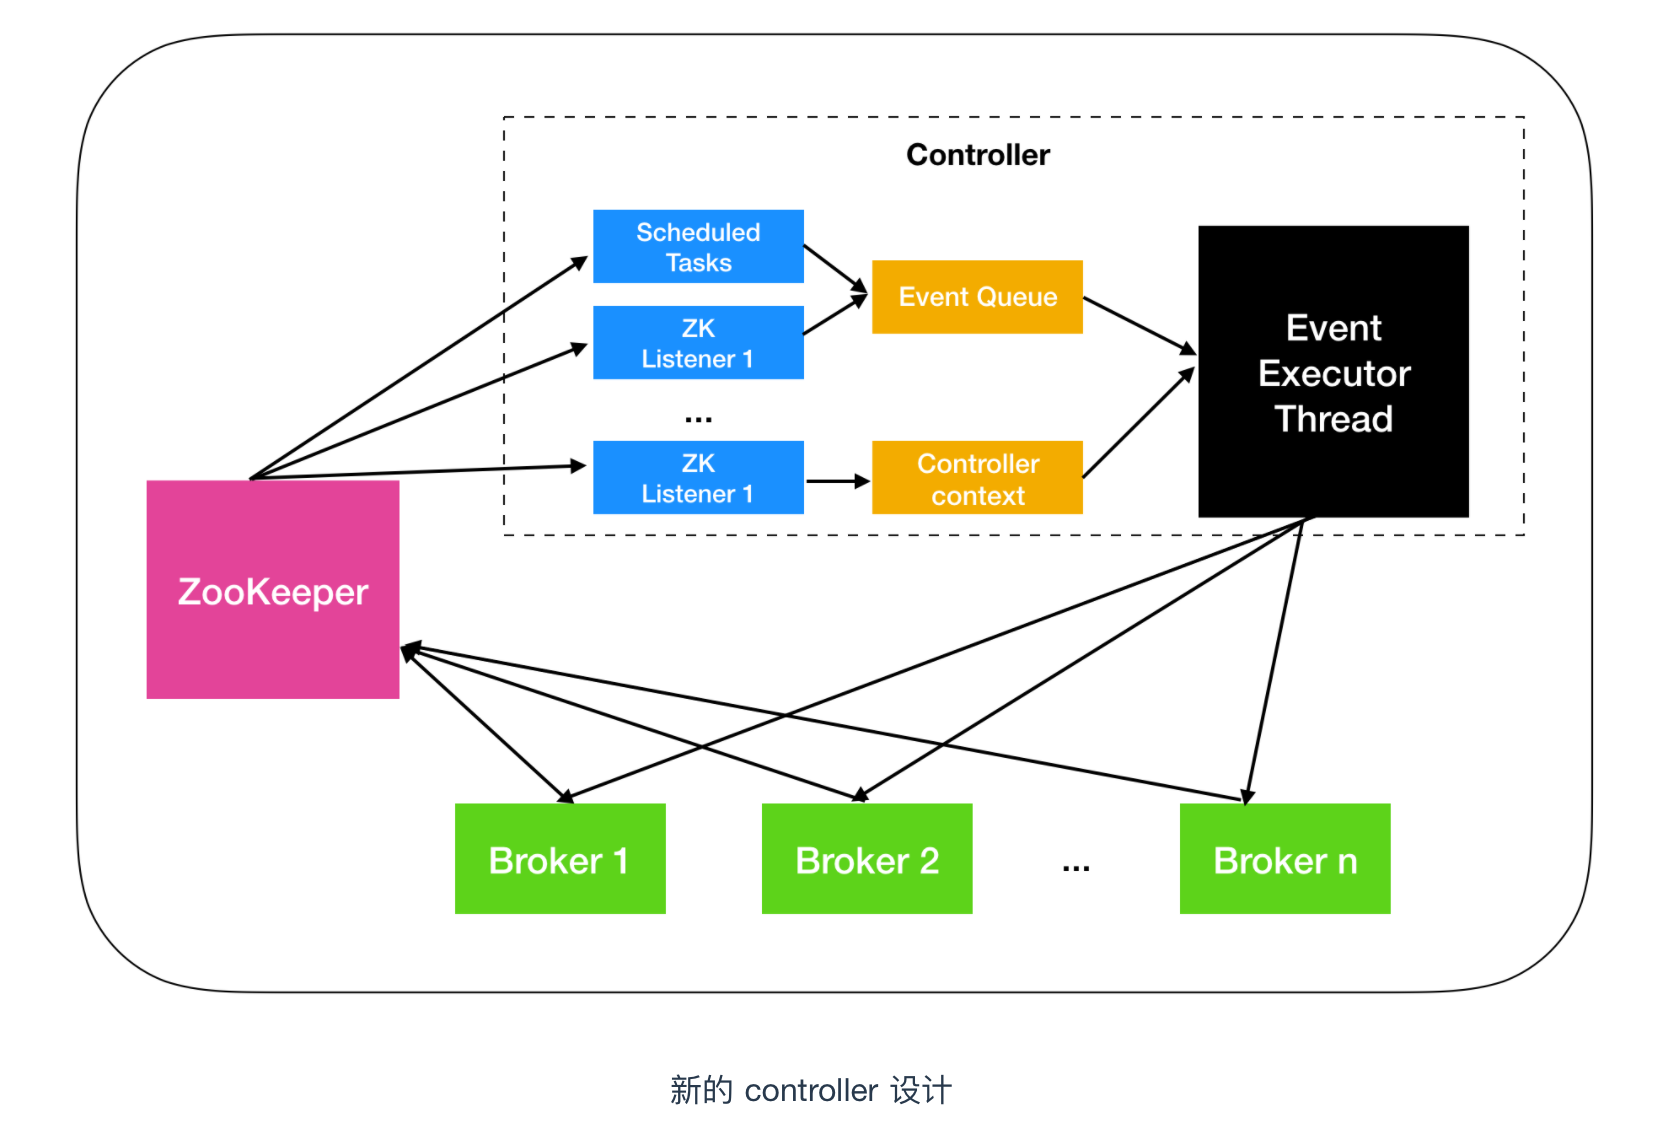 Controller
Scheduled
Tasks
ZK
Listener 1
...
ZK
Listener 1
Event Queue
Controller
context
Event
Executor
Thread
ZooKeeper
Broker 1
Broker 2
...
Broker n
新的 controller 设计